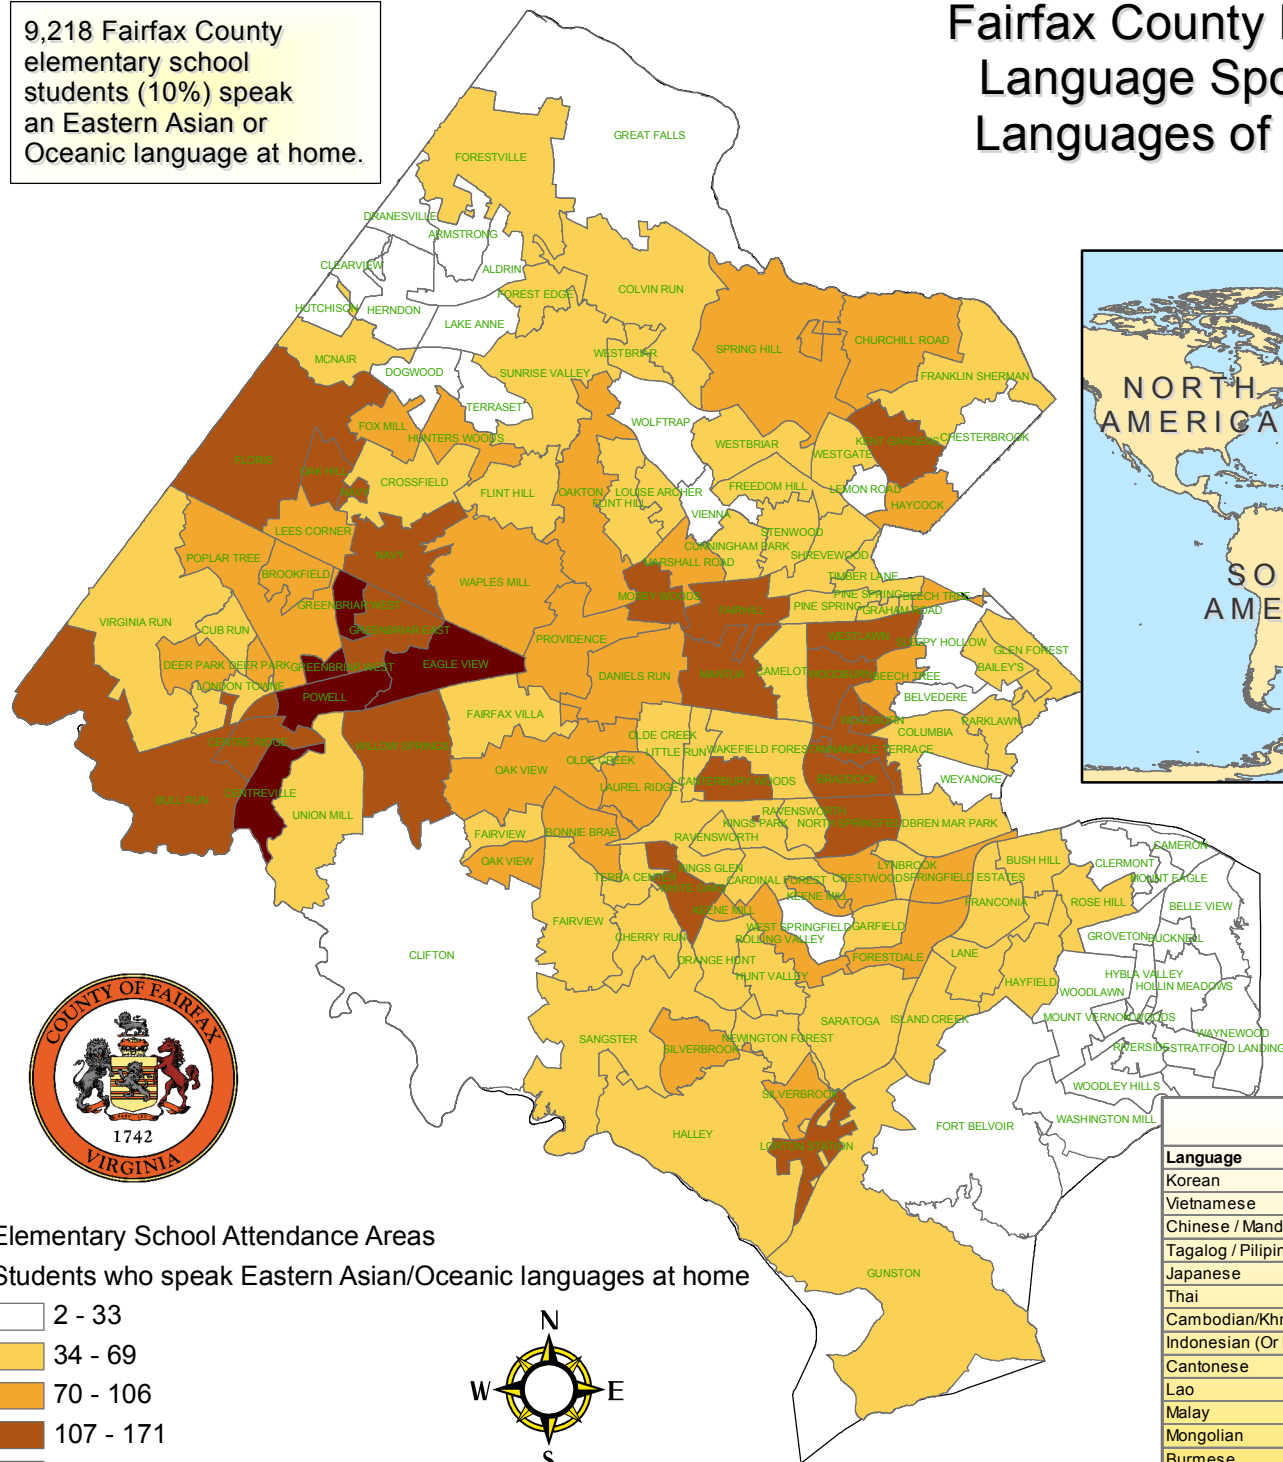 9,218 Fairfax County
elementary school
students (10%) speak
an Eastern Asian or
Oceanic language at home.
Fairfax County
Language Spo
Languages of
GREAT FALLS
FORESTVILLE
DRANESVILLE
ARMSTRONG
CLEARVIEW
ALDRIN
COLVIN RUN
FOREST EDGE
HUTCHISON
HERNDON
LAKE ANNE
SPRING HILL
CHURCHILL ROAD
MCNAIR
WESTBRIAR
DOGWOOD
SUNRISE VALLEY
FRANKLIN SHERMAN
TERRASET
WOLFTRAP
FOX MILL
HUNTERS WOODS
WESTBRIAR
KENT GARDENS
CHESTERBROOK
WESTGATE
FLORIS
OAK HILL
CROSSFIELD
FLINT HILL
OAKTON
LOUISE ARCHER
FLINT HILL
FREEDOM HILL
LEMON ROAD
HAYCOCK
VIENNA
LEES CORNER
STENWOOD
NAVY
CUNNINGHAM PARK
SHREVEWOOD
POPLAR TREE
MARSHALL ROAD
BROOKFIELD
WAPLES MILL
TIMBER LANE
MOSBY WOODS
PINE SPRING
BEECH TREE
GREENBRIAR WEST
FAIRHILL
PINE SPRING
GRAHAM ROAD
VIRGINIA RUN
CUB RUN
GREENBRIAR EAST
PROVIDENCE
WESTLAWN
SLEEPY HOLLOW
GLEN FOREST
DEER PARK
DEER PARK
GREENBRIAR WEST
EAGLE VIEW
DANIELS RUN
MANTUA
CAMELOT
WOODBURN
BEECH TREE
BAILEY'S
LONDON TOWNE
POWELL
BELVEDERE
FAIRFAX VILLA
WOODBURN
PARKLAWN
COLUMBIA
OLDE CREEK
CENTRE RIDGE
WILLOW SPRINGS
LITTLE RUN
WAKEFIELD FOREST
ANNANDALE TERRACE
OLDE CREEK
OAK VIEW
LAUREL RIDGE
CANTERBURY WOODS
BRADDOCK
WEYANOKE
BULL RUN
CENTREVILLE
UNION MILL
RAVENSWORTH
KINGS PARK
NORTH SPRINGFIELD
BREN MAR PARK
FAIRVIEW
BONNIE BRAE
RAVENSWORTH
CAMERON
OAK VIEW
KINGS GLEN
LYNBROOK
BUSH HILL
CLERMONT
MOUNT EAGLE
TERRA CENTER
WHITE OAKS
CARDINAL FOREST
CRESTWOOD
SPRINGFIELD ESTATES
KEENE MILL
FRANCONIA
ROSE HILL
BELLE VIEW
KEENE MILL
FAIRVIEW
WEST SPRINGFIELD
GARFIELD
CHERRY RUN
ROLLING VALLEY
GROVETON
BUCKNELL
CLIFTON
ORANGE HUNT
FORESTDALE
LANE
HUNT VALLEY
HYBLA VALLEY
HAYFIELD
HOLLIN MEADOWS
WOODLAWN
SARATOGA
ISLAND CREEK
MOUNT VERNON WOODS
SANGSTER
NEWINGTON FOREST
WAYNEWOOD
SILVERBROOK
RIVERSIDE
STRATFORD LANDING
SILVERBROOK
WOODLEY HILLS
HALLEY
LORTON STATION
FORT BELVOIR
WASHINGTON MILL
GUNSTON
NORTH
AMERICA
SO
AME
COUNTY OF FAIRFAX
1742
VIRGINIA
Elementary School Attendance Areas
Students who speak Eastern Asian/Oceanic languages at home
2 - 33
34 - 69
70 - 106
107 - 171
N
W
E
S
Language
Korean
Vietnamese
Chinese / Mand
Tagalog / Pilipin
Japanese
Thai
Cambodian/Khr
Indonesian (Or
Cantonese
Lao
Malay
Mongolian
Burmese